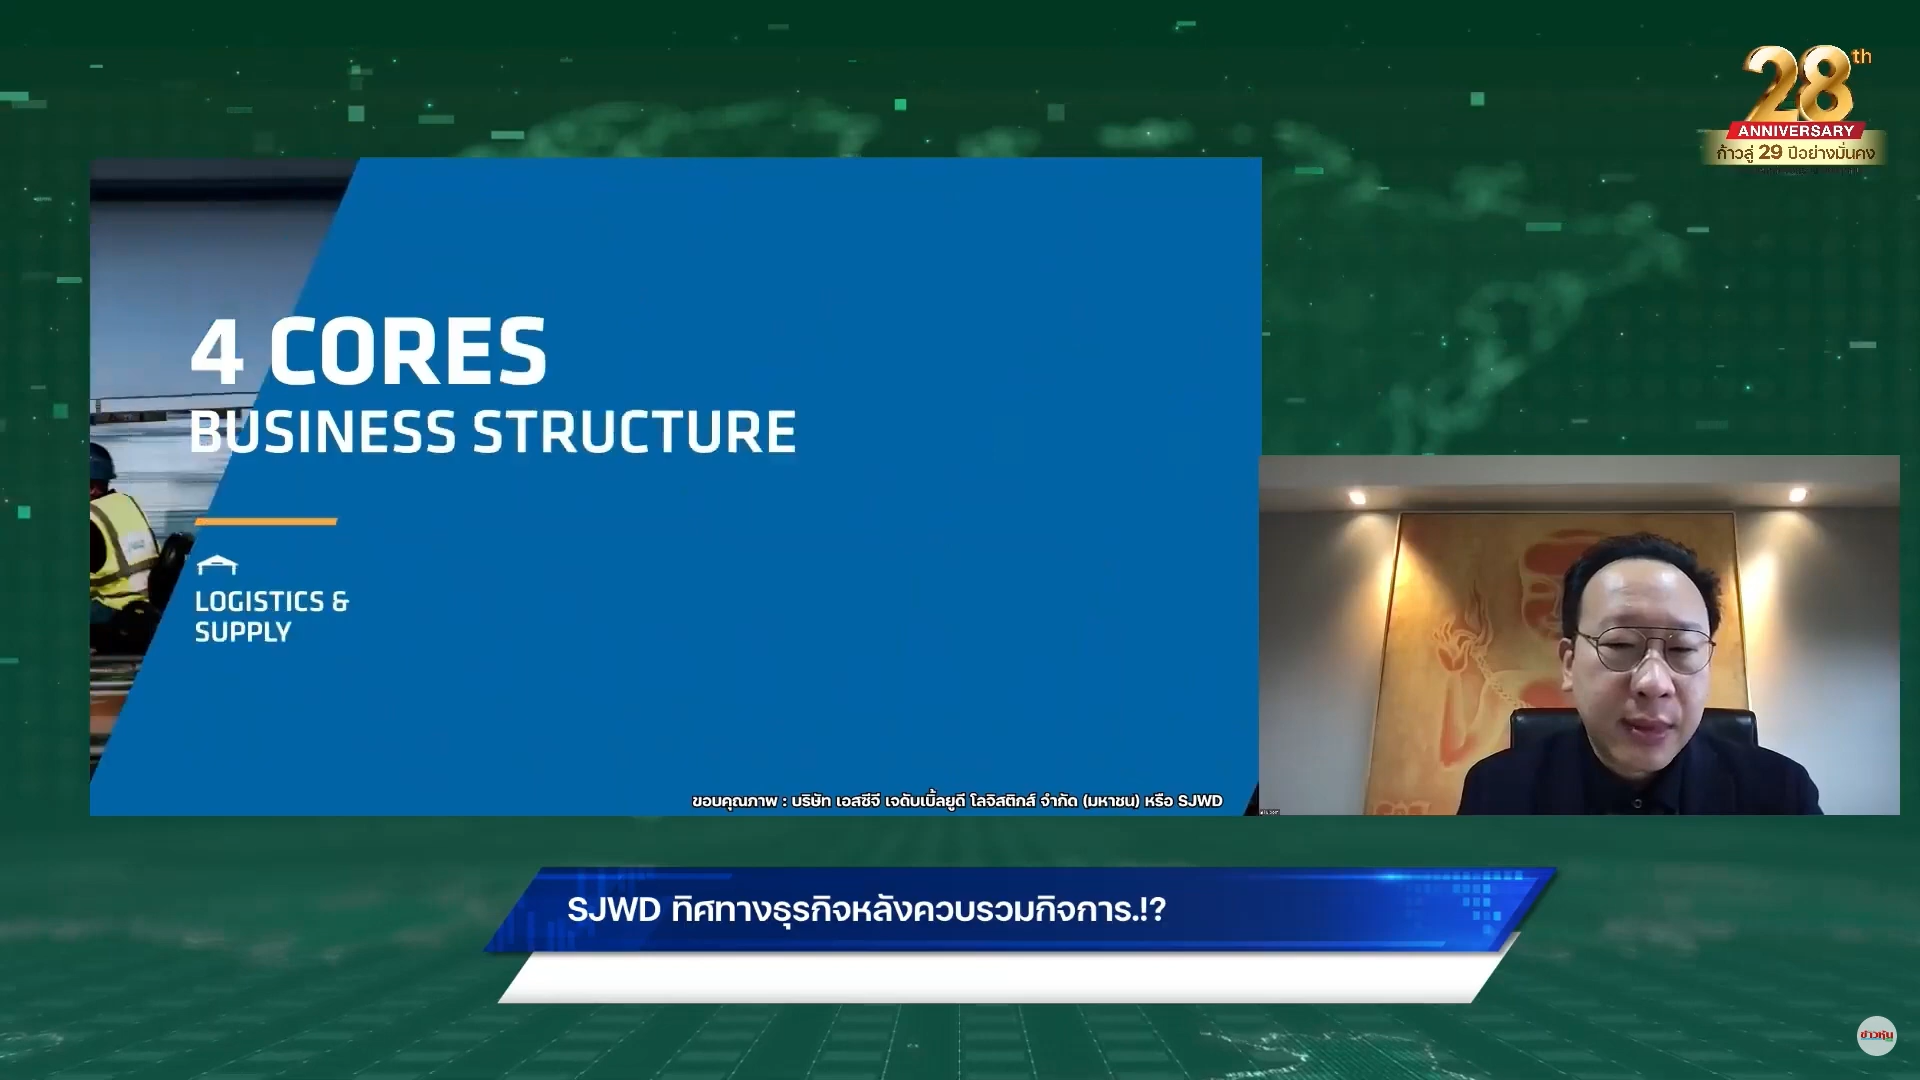 28th
ANNIVERSARY
ก้าวสู่ 29 ปีอย่างมั่นคง
4 CORES
BUSINESS STRUCTURE
LOGISTICS &
SUPPLY
ขอบคุณภาพ : บริษัท เอสซีจี เจดับเบิ้ลยูดี โลจิสติกส์ จำกัด (มหาชน) หรือ SJWD
SJWD ทิศทางธุรกิจหลังควบรวมกิจการ.!?
ข่าวหุ้น